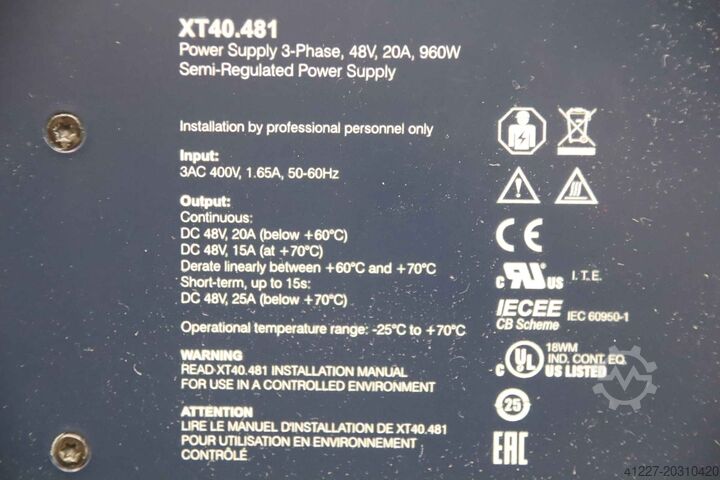 XT40.481
Power Supply 3-Phase, 48V, 20A, 960W
Semi-Regulated Power Supply
Installation by professional personnel only
Input:
3AC 400V, 1.65A, 50-60Hz
Output:
Continuous:
DC 48V, 20A (below +60°C)
DC 48V, 15A (at +70°C)
Derate linearly between +60°C and +70°C
Short-term, up to 15s:
DC 48V, 25A (below +70°C)
Operational temperature range: -25°C to +70°C
WARNING
READ XT40.481 INSTALLATION MANUAL
FOR USE IN A CONTROLLED ENVIRONMENT
ATTENTION
LIRE LE MANUEL D'INSTALLATION DE XT40.481
POUR UTILISATION EN ENVIRONNEMENT
CONTRÔLÉ
CE
c RU US I.T.E.
IECEE
CB Scheme IEC 60950-1
18WM
IND. CONT. EQ.
c UL US LISTED
25
EAC
41227-20310420